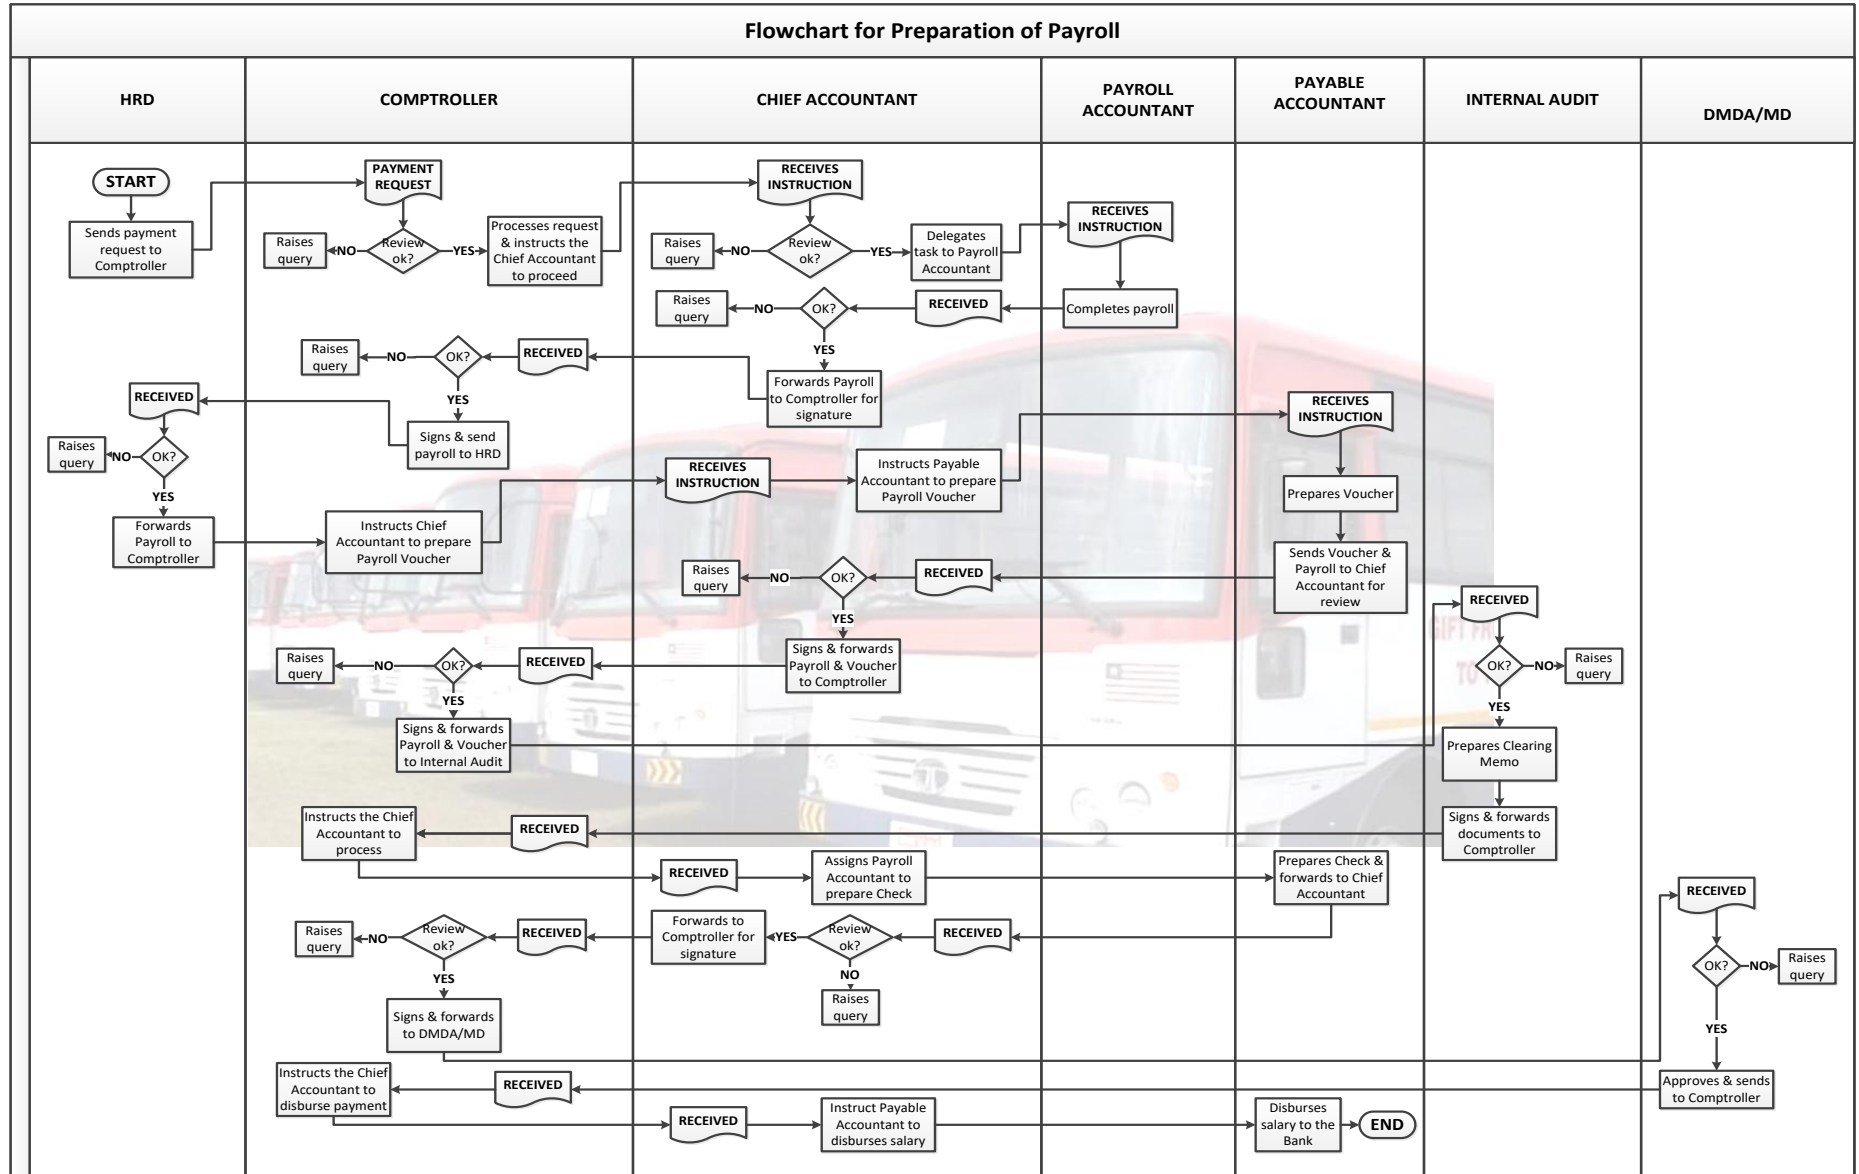 Flowchart for Preparation of Payroll
HRD
COMPTROLLER
CHIEF ACCOUNTANT
PAYROLL
ACCOUNTANT
PAYABLE
ACCOUNTANT
INTERNAL AUDIT
DMDA/MD
START
Sends payment
request to
Comptroller
PAYMENT
REQUEST
Raises
query
NO
Review
ok?
YES
Processes request
& instructs the
Chief Accountant
to proceed
RECEIVES
INSTRUCTION
Raises
query
NO
Review
ok?
YES
Delegates
task to Payroll
Accountant
RECEIVES
INSTRUCTION
Completes payroll
RECEIVED
OK?
NO
Raises
query
YES
Forwards Payroll
to Comptroller for
signature
RECEIVED
OK?
NO
Raises
query
YES
Signs & send
payroll to HRD
RECEIVED
OK?
NO
Raises
query
YES
Forwards
Payroll to
Comptroller
Instructs Chief
Accountant to prepare
Payroll Voucher
RECEIVES
INSTRUCTION
Instructs Payable
Accountant to prepare
Payroll Voucher
RECEIVES
INSTRUCTION
Prepares Voucher
Sends Voucher &
Payroll to Chief
Accountant for
review
RECEIVED
OK?
NO
Raises
query
YES
Signs & forwards
Payroll & Voucher
to Comptroller
RECEIVED
OK?
NO
Raises
query
YES
Signs & forwards
Payroll & Voucher
to Internal Audit
RECEIVED
OK?
NO
Raises
query
YES
Prepares Clearing
Memo
Signs & forwards
documents to
Comptroller
RECEIVED
Instructs the Chief
Accountant to
process
RECEIVED
Assigns Payroll
Accountant to
prepare Check
Prepares Check &
forwards to Chief
Accountant
RECEIVED
Review
ok?
NO
Raises
query
YES
Forwards to
Comptroller for
signature
RECEIVED
Review
ok?
NO
Raises
query
YES
Signs & forwards
to DMDA/MD
RECEIVED
OK?
NO
Raises
query
YES
Approves & sends
to Comptroller
RECEIVED
Instructs the Chief
Accountant to
disburse payment
RECEIVED
Instruct Payable
Accountant to
disburses salary
Disburses
salary to the
Bank
END
GIFT
TO